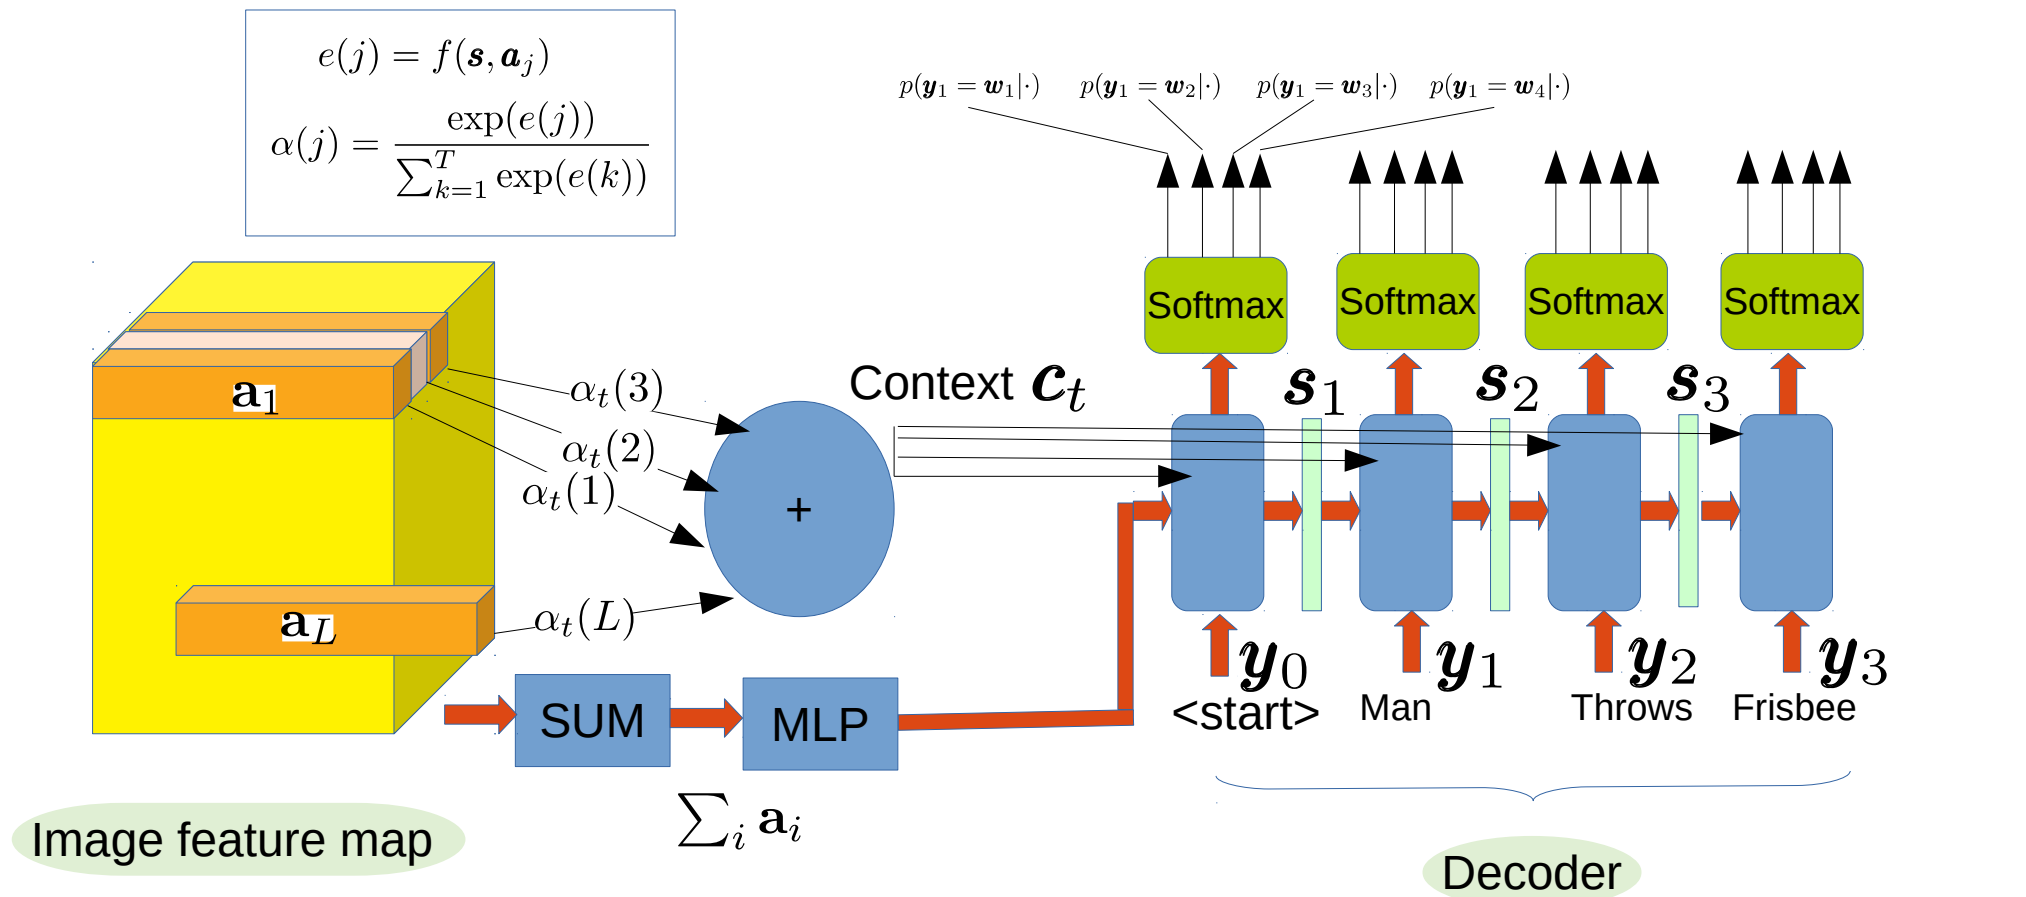 e(j) = f(s, a_j)
α(j) = exp(e(j)) / ∑_{k=1}^{T} exp(e(k))
p(y_1 = w_1|·) p(y_1 = w_2|·) p(y_1 = w_3|·) p(y_1 = w_4|·)
Softmax Softmax Softmax Softmax
a_1
α_t(3)
α_t(2)
α_t(1)
a_L
α_t(L)
+
Context c_t
s_1 s_2 s_3
y_0 y_1 y_2 y_3
<start> Man Throws Frisbee
SUM MLP
∑_i a_i
Image feature map
Decoder